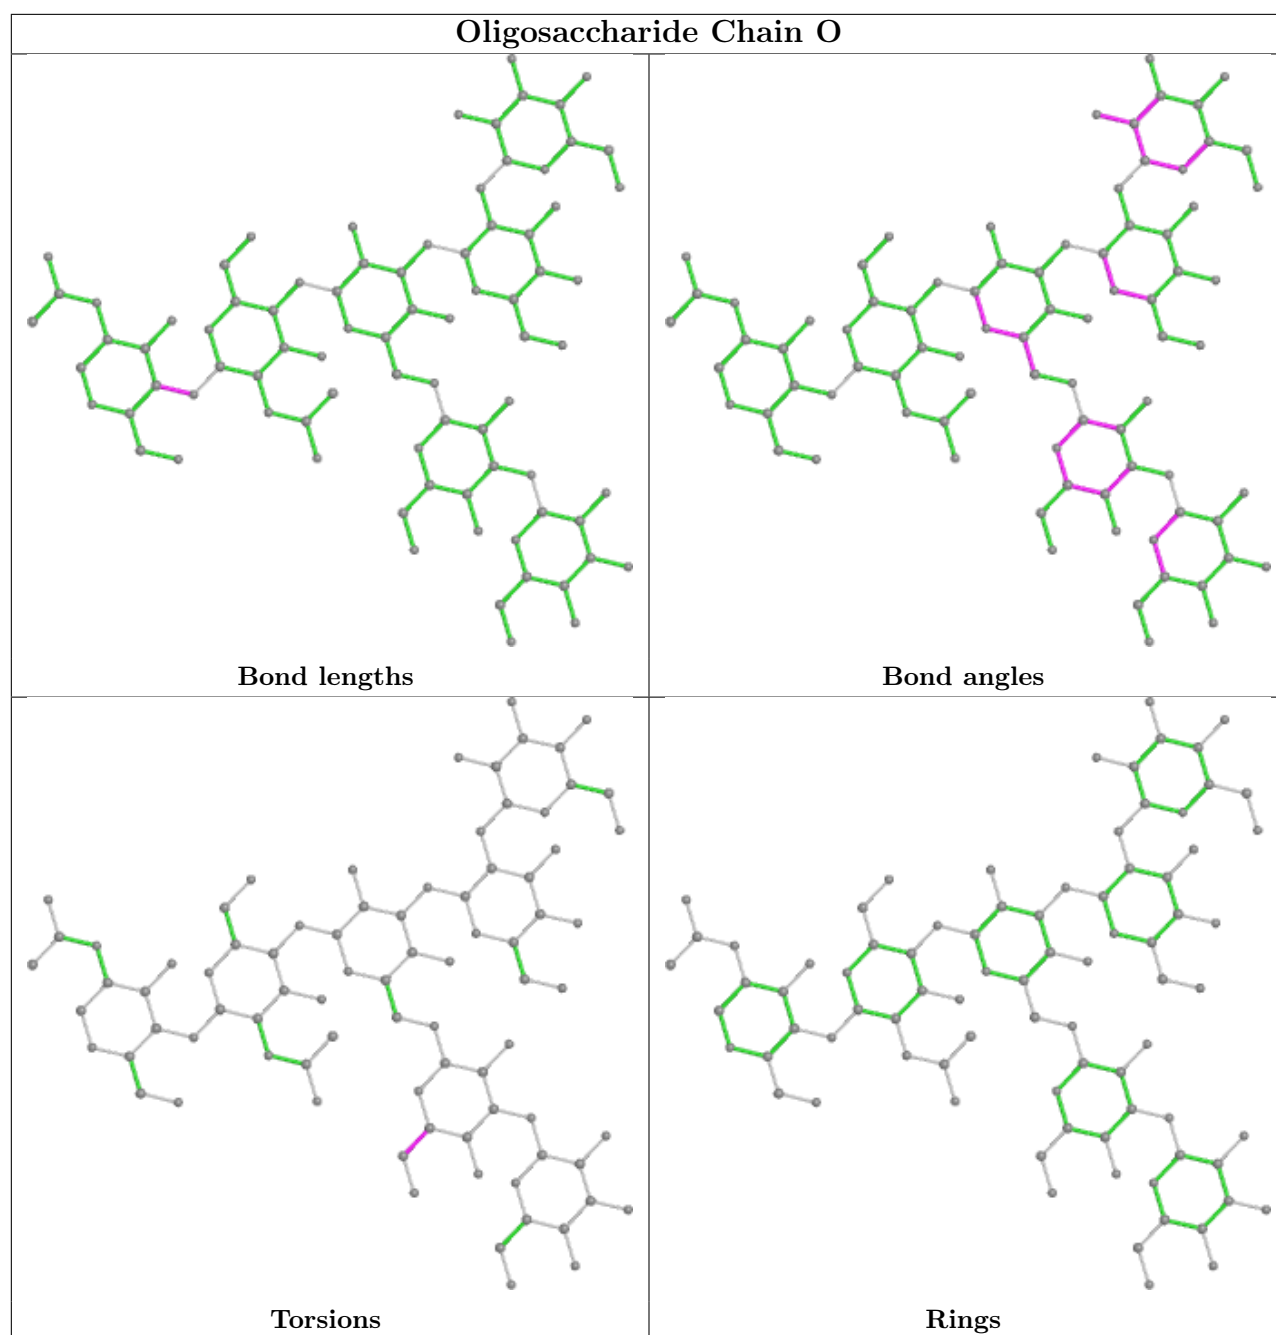 Oligosaccharide Chain O
Bond lengths
Bond angles
Torsions
Rings